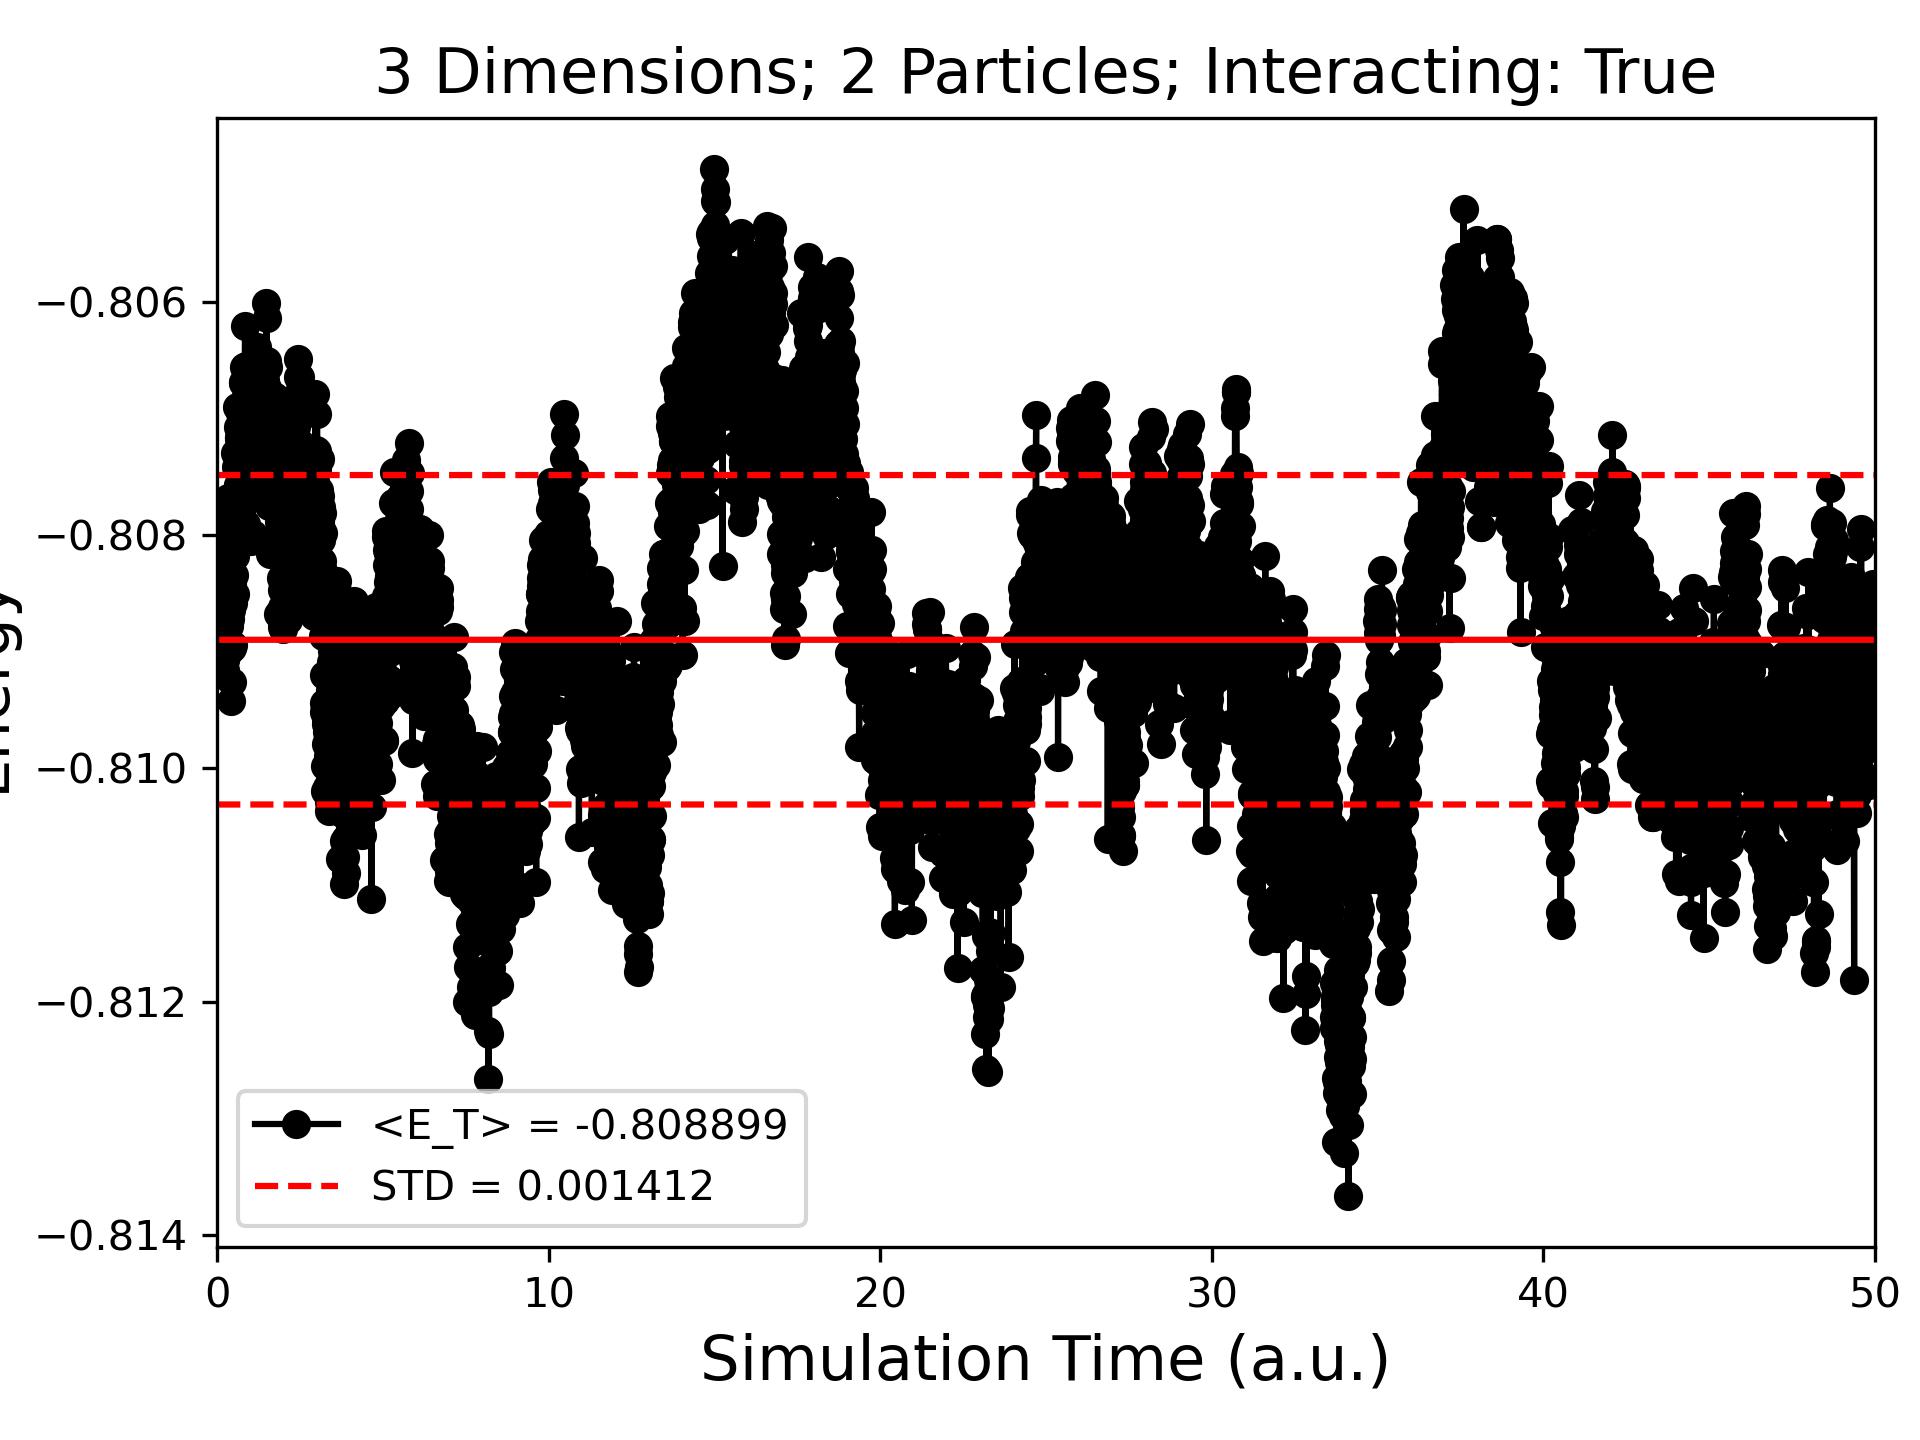 3 Dimensions; 2 Particles; Interacting: True
Energy
−0.806
−0.808
−0.810
−0.812
−0.814
<E_T> = -0.808899
STD = 0.001412
0 10 20 30 40 50
Simulation Time (a.u.)